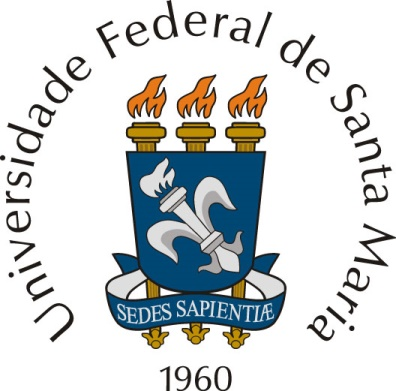 Universidade Federal de Santa Maria
SEDES SAPIENTIÆ
1960